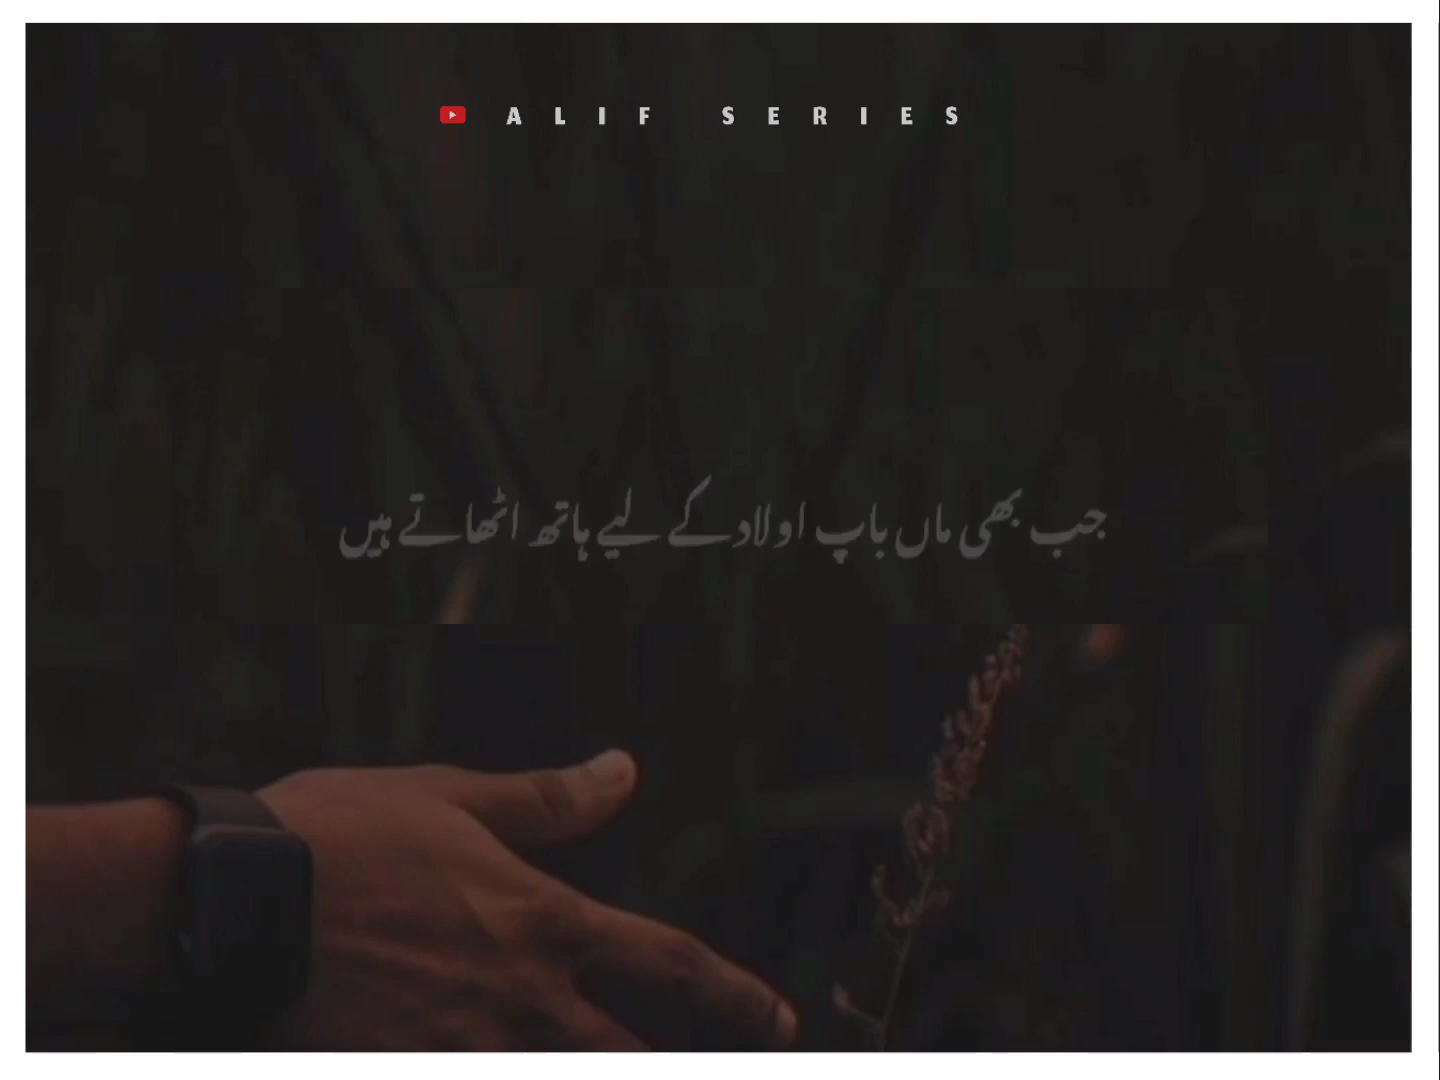 ALIF SERIES
جب بھی ماں باپ اولاد کے لیے ہاتھ اٹھاتے ہیں